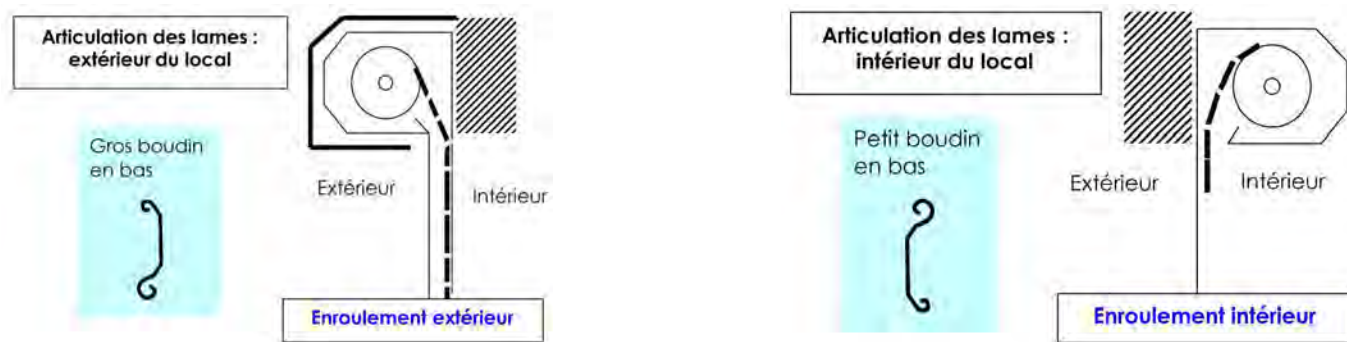 Articulation des lames :
extérieur du local
Gros boudin
en bas
Extérieur
Intérieur
Enroulement extérieur
Articulation des lames :
intérieur du local
Petit boudin
en bas
Extérieur
Intérieur
Enroulement intérieur